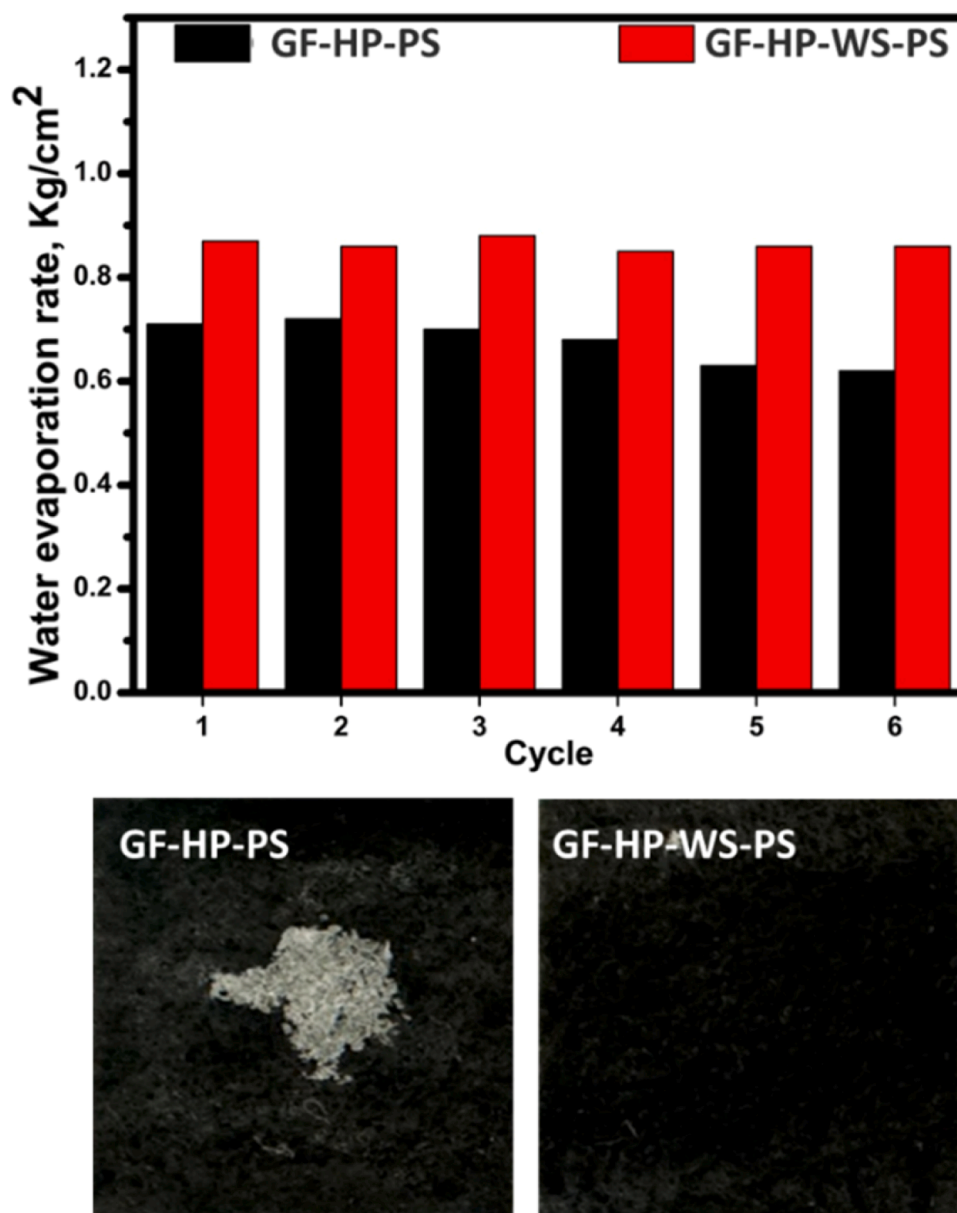 GF-HP-PS GF-HP-WS-PS
Water evaporation rate, Kg/cm²
1.2
1.0
0.8
0.6
0.4
0.2
0.0
1 2 3 4 5 6
Cycle
GF-HP-PS GF-HP-WS-PS